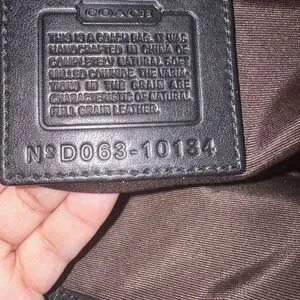 COACH
THIS IS A COACH BAG. IT WAS
HANDCRAFTED IN CHINA OF
COMPLETELY NATURAL SOFT
MILLED COWHIDE. THE VARIA-
TIONS IN THE GRAIN ARE
CHARACTERISTIC OF NATURAL
FULL GRAIN LEATHER.
Nº D063-10134